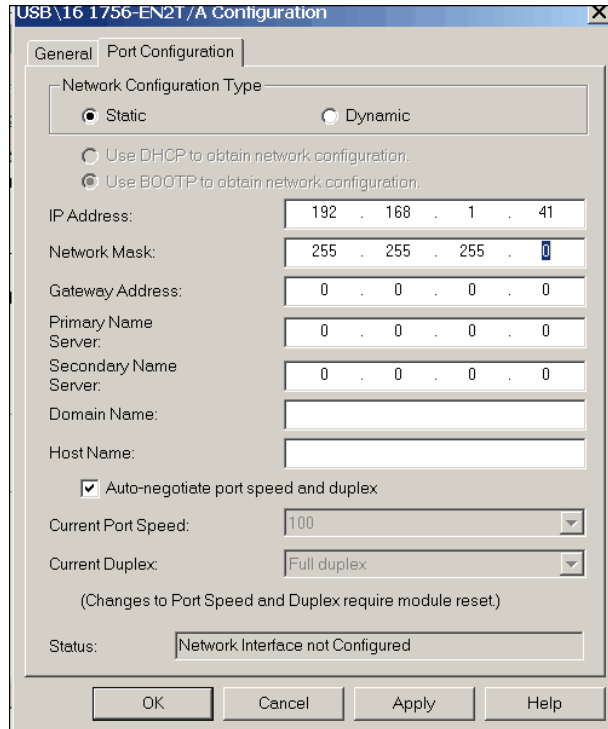 USB\16 1756-EN2T/A Configuration
General Port Configuration
Network Configuration Type
Static Dynamic
Use DHCP to obtain network configuration.
Use BOOTP to obtain network configuration.
IP Address: 192 . 168 . 1 . 41
Network Mask: 255 . 255 . 255 . 0
Gateway Address: 0 . 0 . 0 . 0
Primary Name
Server: 0 . 0 . 0 . 0
Secondary Name
Server: 0 . 0 . 0 . 0
Domain Name:
Host Name:
Auto-negotiate port speed and duplex
Current Port Speed: 100
Current Duplex: Full duplex
(Changes to Port Speed and Duplex require module reset.)
Status: Network Interface not Configured
OK Cancel Apply Help